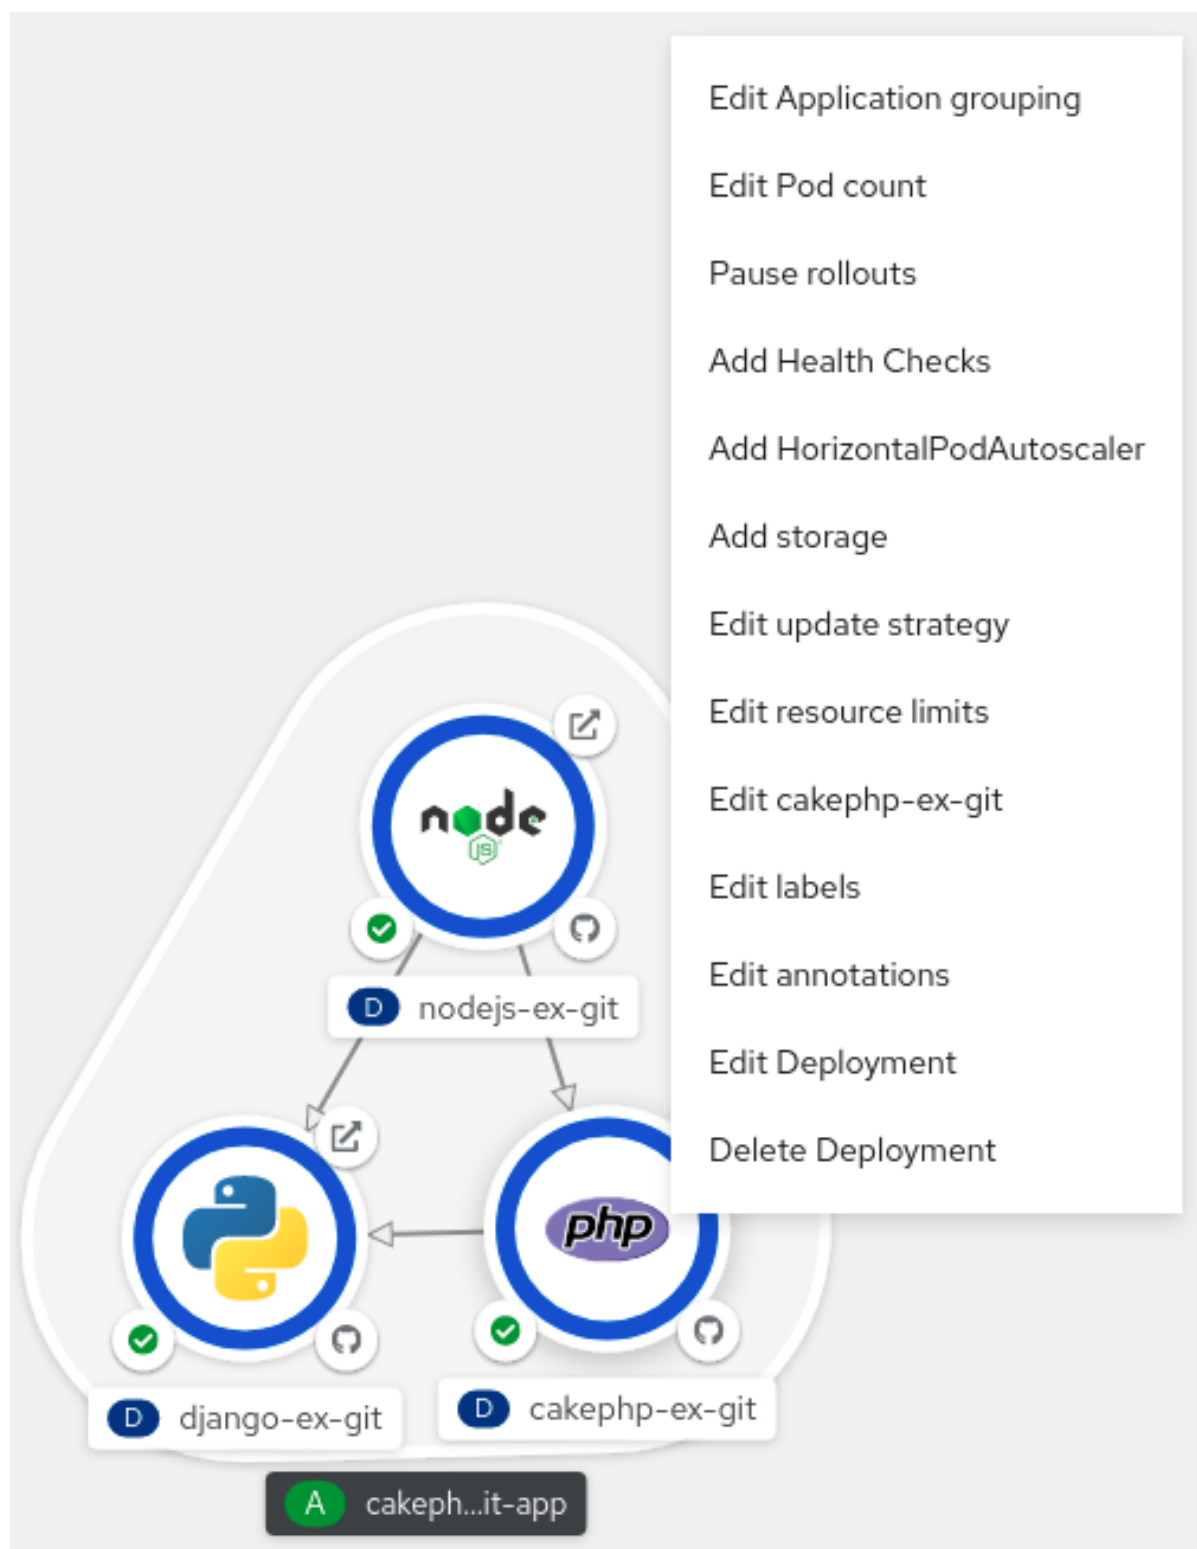 Edit Application grouping
Edit Pod count
Pause rollouts
Add Health Checks
Add HorizontalPodAutoscaler
Add storage
Edit update strategy
Edit resource limits
Edit cakephp-ex-git
Edit labels
Edit annotations
Edit Deployment
Delete Deployment
node
JS
D nodejs-ex-git
php
D django-ex-git
D cakephp-ex-git
A cakeph...it-app